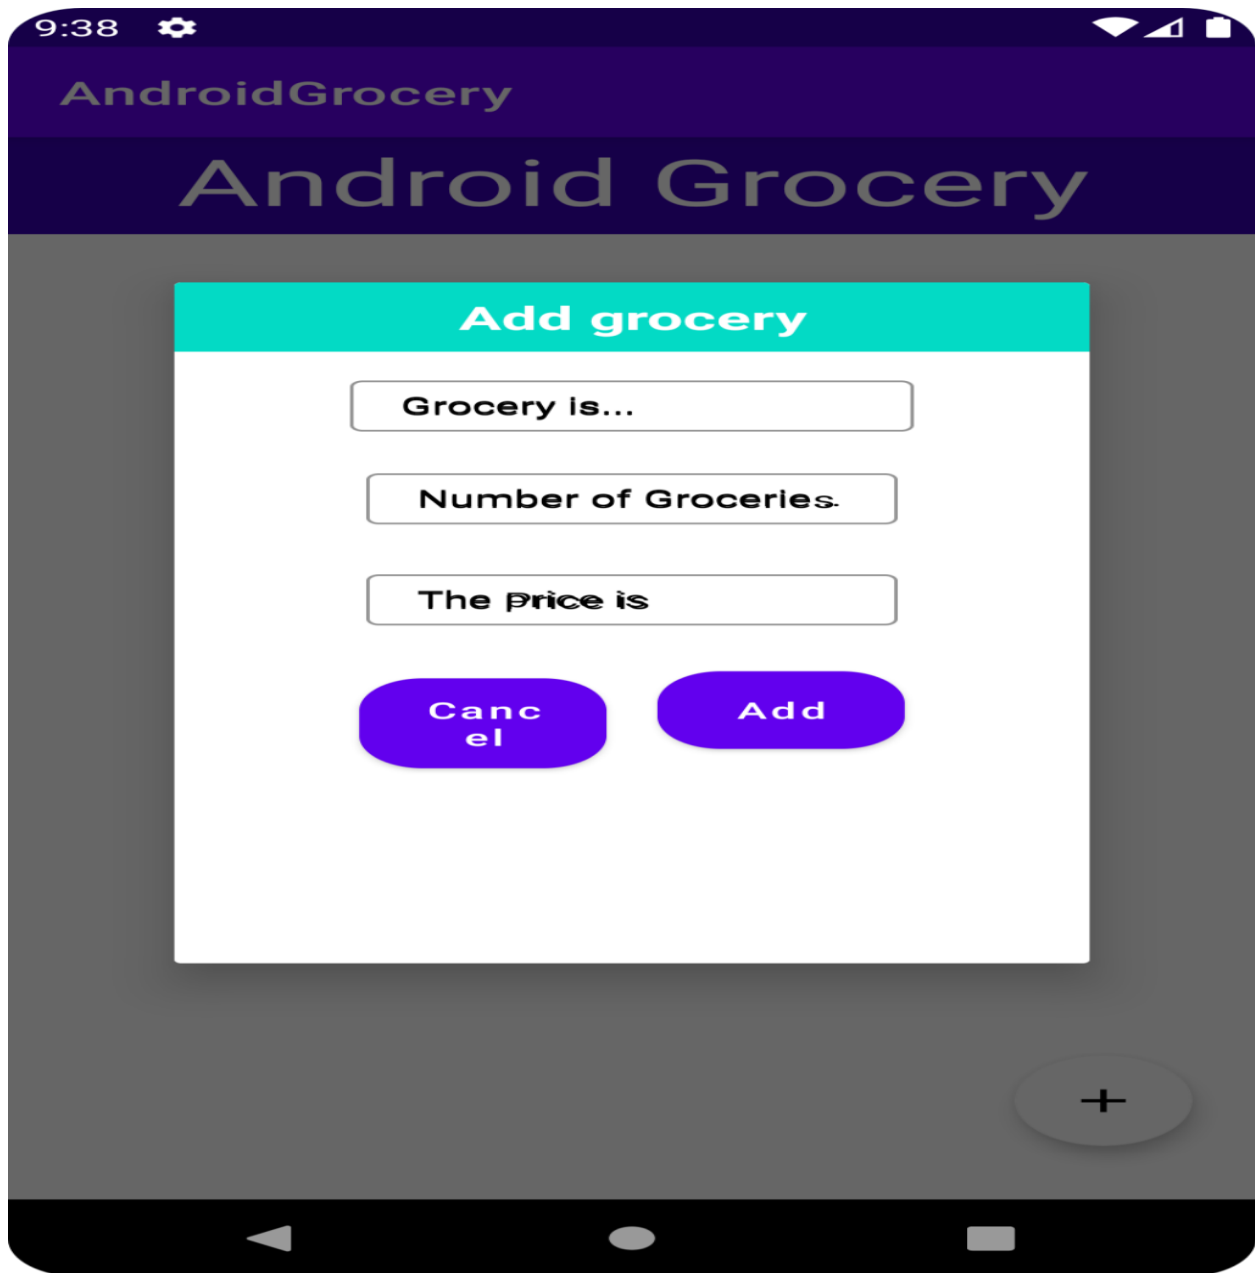 9:38
AndroidGrocery
Android Grocery
Add grocery
Grocery is...
Number of Groceries.
The Price is
Canc
el
Add
+